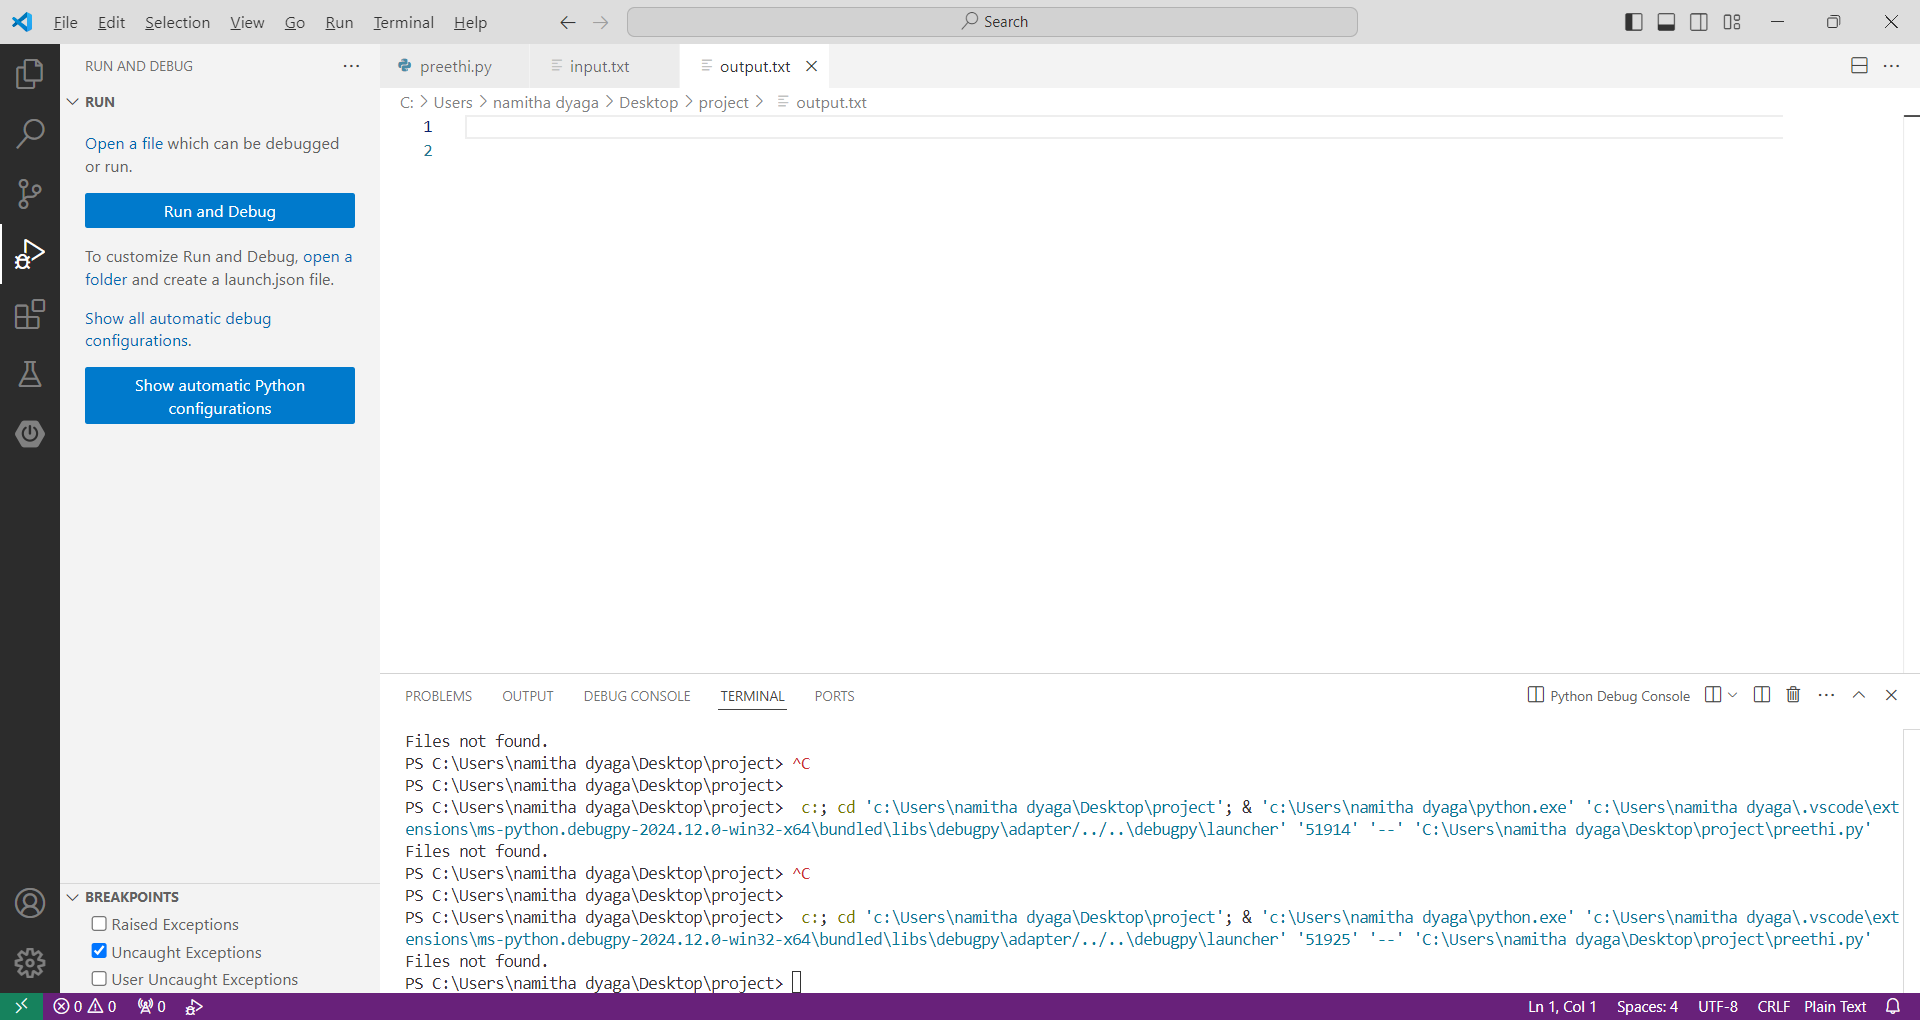 File Edit Selection View Go Run Terminal Help Search
RUN AND DEBUG
RUN
Open a file which can be debugged
or run.
Run and Debug
To customize Run and Debug, open a
folder and create a launch.json file.
Show all automatic debug
configurations.
Show automatic Python
configurations
BREAKPOINTS
Raised Exceptions
Uncaught Exceptions
User Uncaught Exceptions
preethi.py input.txt output.txt
C: > Users > namitha dyaga > Desktop > project > output.txt
1
2
PROBLEMS OUTPUT DEBUG CONSOLE TERMINAL PORTS Python Debug Console
Files not found.
PS C:\Users\namitha dyaga\Desktop\project> ^C
PS C:\Users\namitha dyaga\Desktop\project>
PS C:\Users\namitha dyaga\Desktop\project>  c:; cd 'c:\Users\namitha dyaga\Desktop\project'; & 'c:\Users\namitha dyaga\python.exe' 'c:\Users\namitha dyaga\.vscode\ext
ensions\ms-python.debugpy-2024.12.0-win32-x64\bundled\libs\debugpy\adapter/../..\debugpy\launcher' '51914' '--' 'C:\Users\namitha dyaga\Desktop\project\preethi.py'
Files not found.
PS C:\Users\namitha dyaga\Desktop\project> ^C
PS C:\Users\namitha dyaga\Desktop\project>
PS C:\Users\namitha dyaga\Desktop\project>  c:; cd 'c:\Users\namitha dyaga\Desktop\project'; & 'c:\Users\namitha dyaga\python.exe' 'c:\Users\namitha dyaga\.vscode\ext
ensions\ms-python.debugpy-2024.12.0-win32-x64\bundled\libs\debugpy\adapter/../..\debugpy\launcher' '51925' '--' 'C:\Users\namitha dyaga\Desktop\project\preethi.py'
Files not found.
PS C:\Users\namitha dyaga\Desktop\project>
0 0 0 Ln 1, Col 1 Spaces: 4 UTF-8 CRLF Plain Text